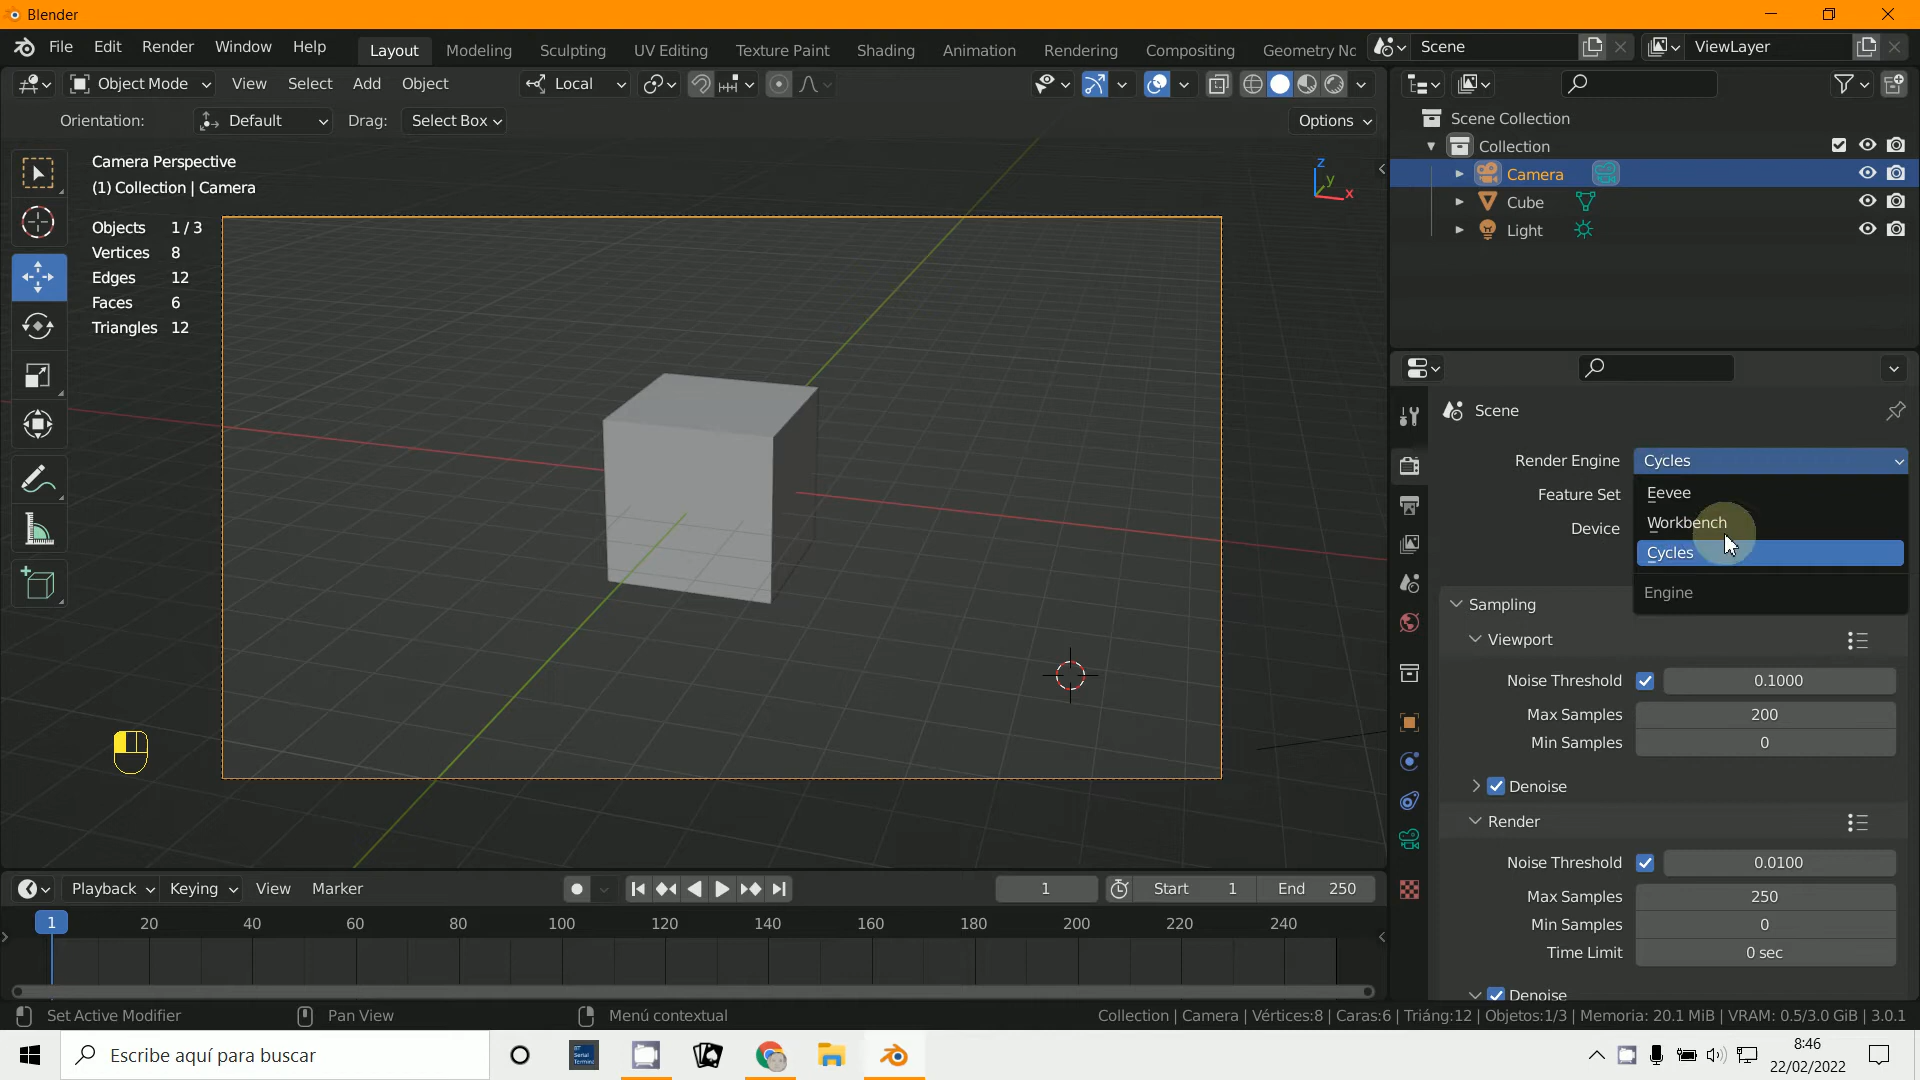 Blender
File Edit Render Window Help Layout Modeling Sculpting UV Editing Texture Paint Shading Animation Rendering Compositing Geometry No Scene ViewLayer
Object Mode View Select Add Object Local
Orientation: Default Drag: Select Box Options
Camera Perspective
(1) Collection | Camera
Objects 1/3
Vertices 8
Edges 12
Faces 6
Triangles 12
z
y
x
Scene Collection
Collection
Camera
Cube
Light
Scene
Render Engine Cycles
Feature Set
Device
Eevee
Workbench
Cycles
Engine
Sampling
Viewport
Noise Threshold 0.1000
Max Samples 200
Min Samples 0
Denoise
Render
Noise Threshold 0.0100
Max Samples 250
Min Samples 0
Time Limit 0 sec
Denoise
Playback Keying View Marker 1 Start 1 End 250
1 20 40 60 80 100 120 140 160 180 200 220 240
Set Active Modifier Pan View Menú contextual Collection | Camera | Vértices:8 | Caras:6 | Triáng:12 | Objetos:1/3 | Memoria: 20.1 MiB | VRAM: 0.5/3.0 GiB | 3.0.1
Escribe aquí para buscar
8:46
22/02/2022